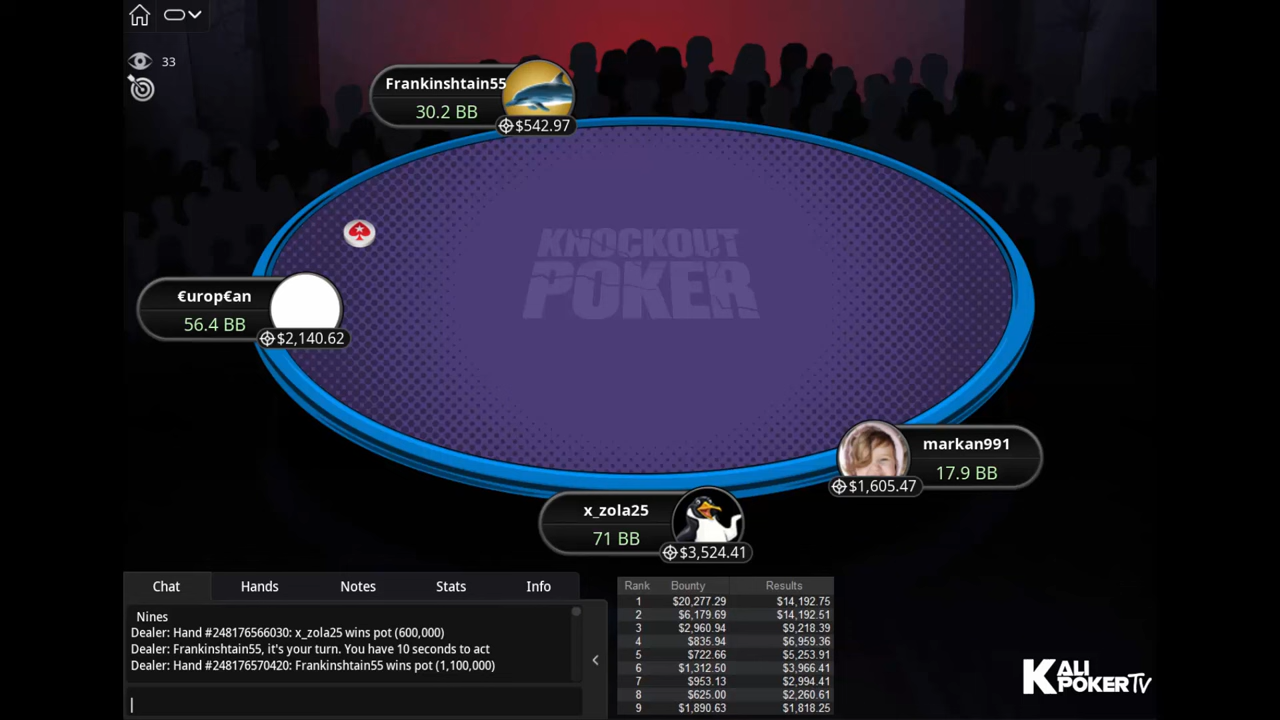 33
Frankinshtain55
30.2 BB
$542.97
KNOCKOUT
POKER
€urop€an
56.4 BB
$2,140.62
markan991
17.9 BB
$1,605.47
x_zola25
71 BB
$3,524.41
Chat Hands Notes Stats Info
Nines
Dealer: Hand #248176566030: x_zola25 wins pot (600,000)
Dealer: Frankinshtain55, it's your turn. You have 10 seconds to act
Dealer: Hand #248176570420: Frankinshtain55 wins pot (1,100,000)
Rank Bounty Results
1 $20,277.29 $14,192.75
2 $6,179.69 $14,192.51
3 $2,960.94 $9,218.39
4 $835.94 $6,959.36
5 $722.66 $5,253.91
6 $1,312.50 $3,966.41
7 $953.13 $2,994.41
8 $625.00 $2,260.61
9 $1,890.63 $1,818.25
KALI
POKER TV